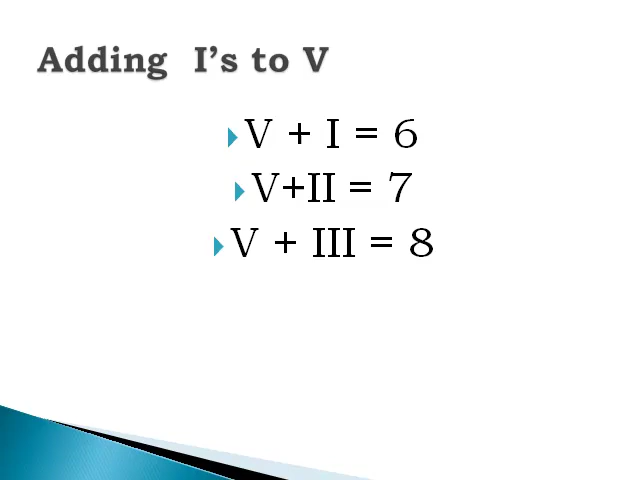 Adding I's to V
V + I = 6
V+II = 7
V + III = 8